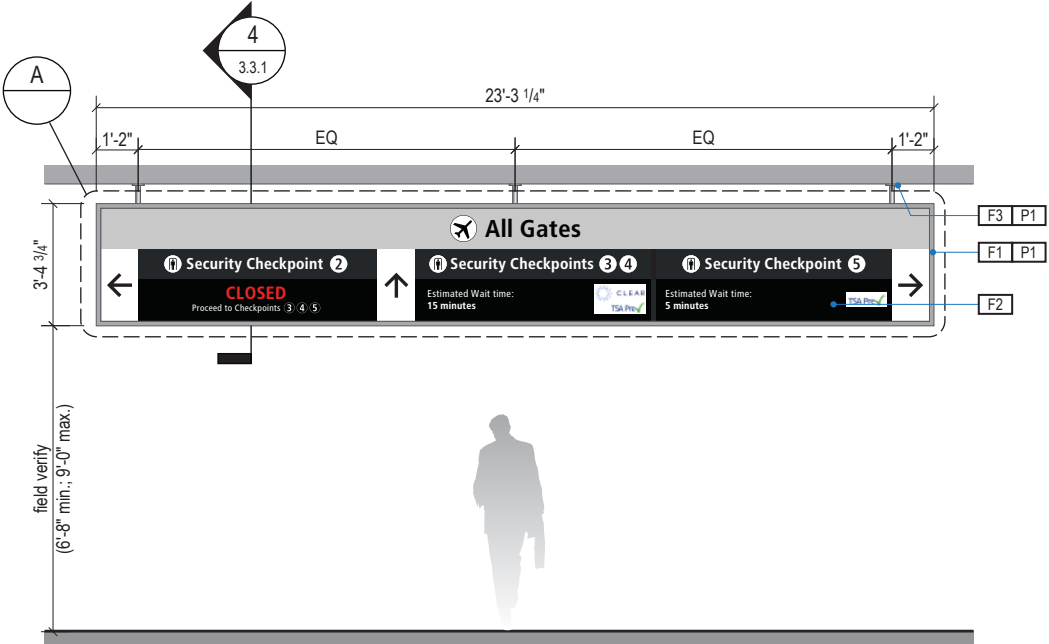 4
3.3.1
A
23'-3 1/4"
1'-2"
EQ
EQ
1'-2"
F3 P1
3'-4 3/4"
All Gates
F1 P1
Security Checkpoint 2
Security Checkpoints 3 4
Security Checkpoint 5
CLOSED
Proceed to Checkpoints 3 4 5
Estimated Wait time:
15 minutes
CLEAR
TSA Pre✓
Estimated Wait time:
5 minutes
TSA Pre✓
F2
field verify
(6'-8" min.; 9'-0" max.)